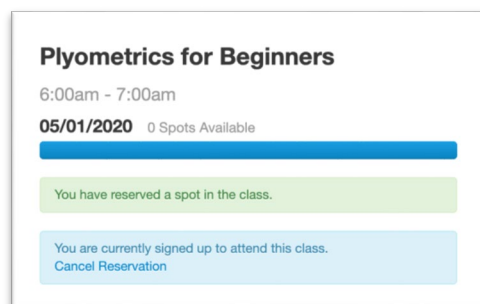 Plyometrics for Beginners
6:00am - 7:00am
05/01/2020 0 Spots Available
You have reserved a spot in the class.
You are currently signed up to attend this class.
Cancel Reservation